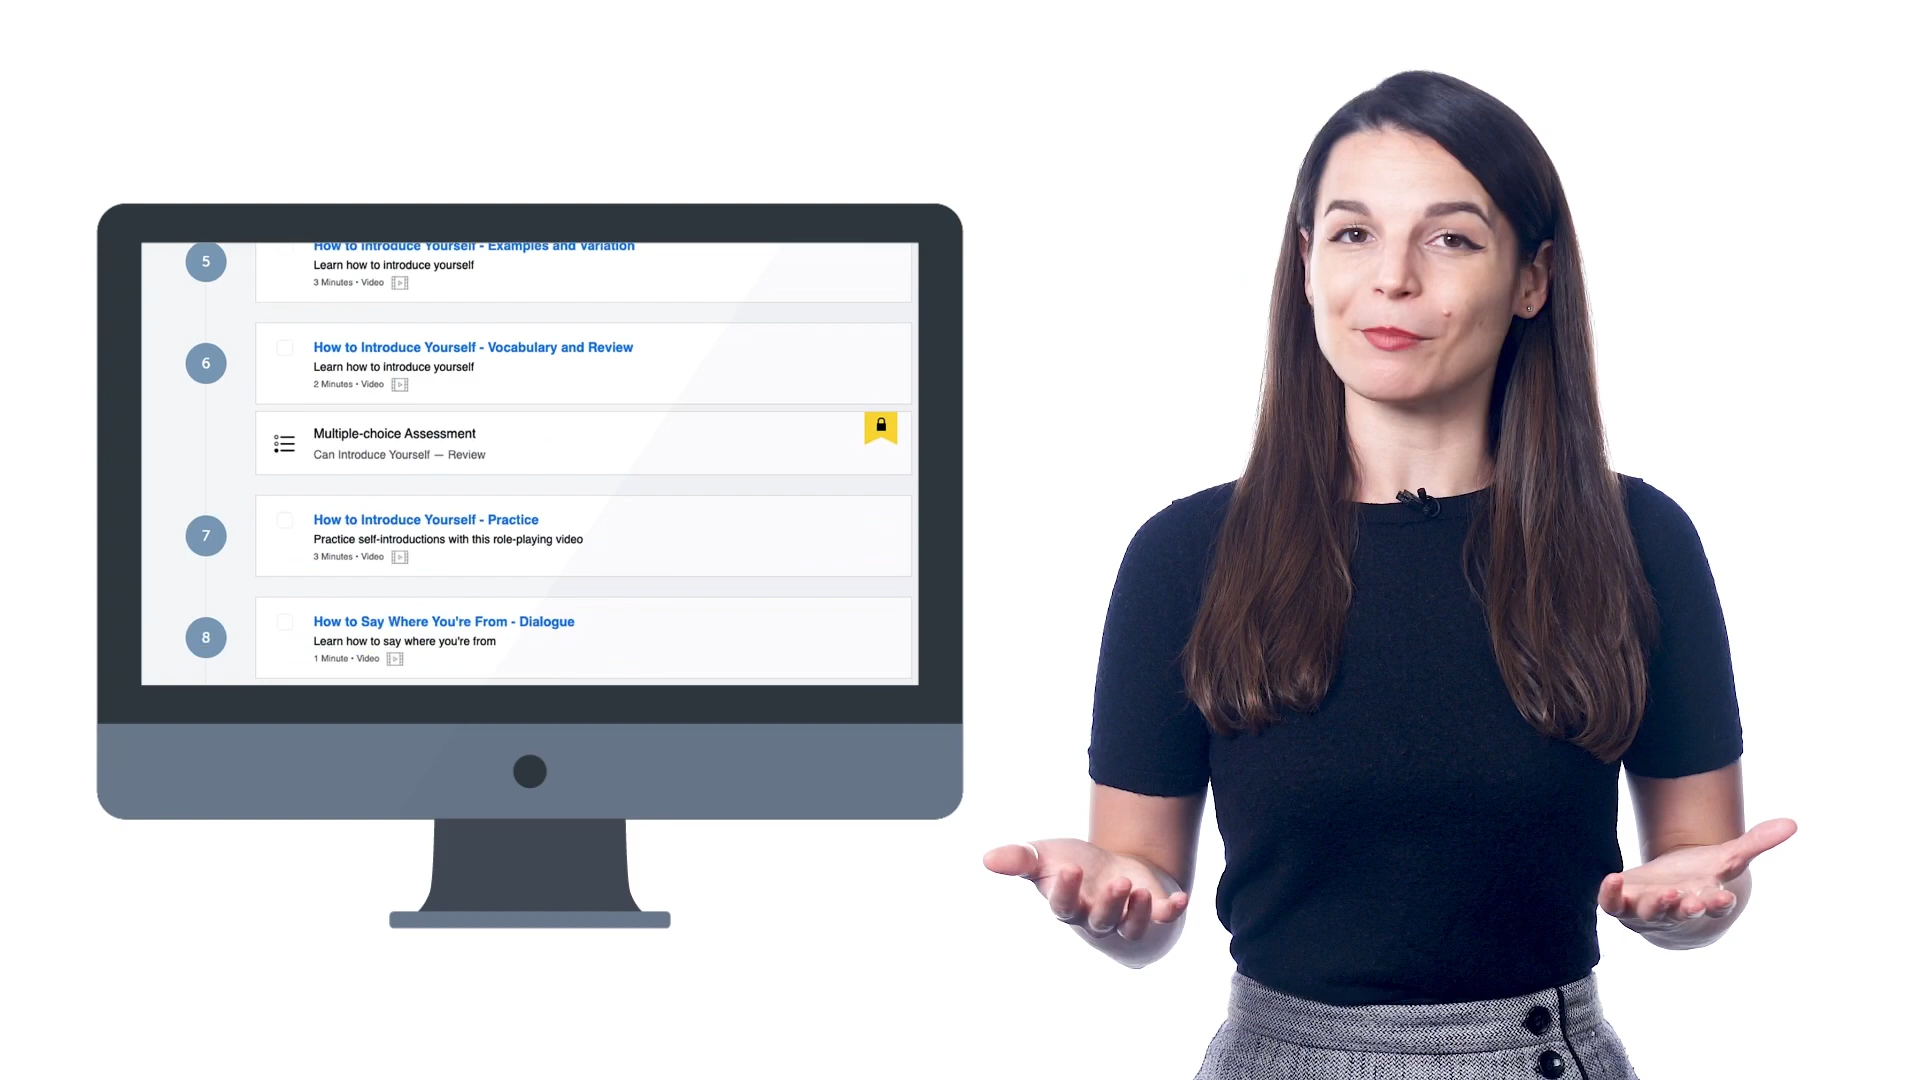 5
How to Introduce Yourself - Examples and Variation
Learn how to introduce yourself
3 Minutes • Video
6
How to Introduce Yourself - Vocabulary and Review
Learn how to introduce yourself
2 Minutes • Video
Multiple-choice Assessment
Can Introduce Yourself — Review
7
How to Introduce Yourself - Practice
Practice self-introductions with this role-playing video
3 Minutes • Video
8
How to Say Where You're From - Dialogue
Learn how to say where you're from
1 Minute • Video